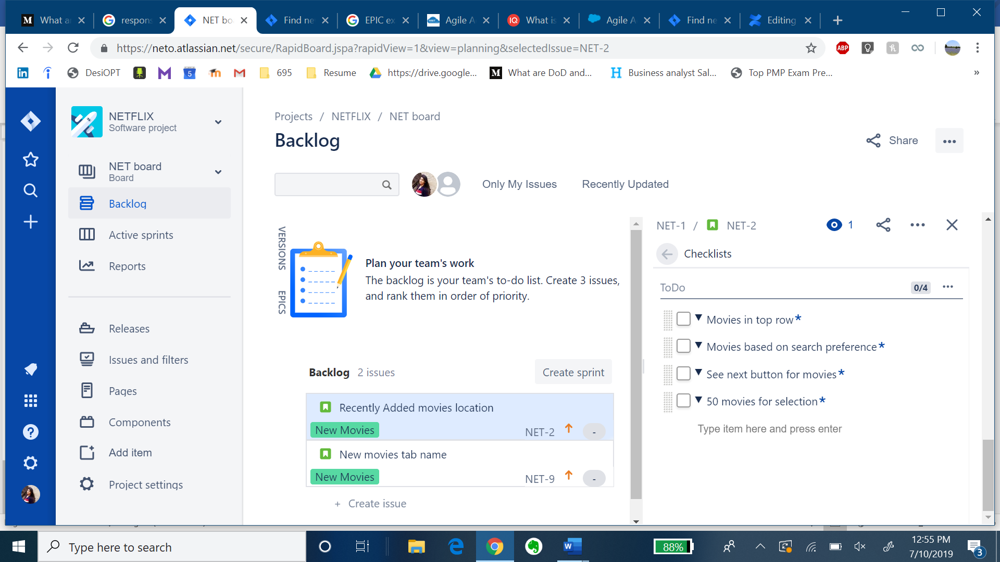 What a
respon
NET bo
Find ne
EPIC ex
Agile A
What is
Agile A
Find ne
Editing
https://neto.atlassian.net/secure/RapidBoard.jspa?rapidView=1&view=planning&selectedIssue=NET-2
ABP
DesiOPT
5
695
Resume
https://drive.google...
What are DoD and...
Business analyst Sal...
Top PMP Exam Pre...
»
NETFLIX
Software project
NET board
Board
Backlog
Active sprints
Reports
Releases
Issues and filters
Pages
Components
Add item
Project settings
Projects / NETFLIX / NET board
Backlog
Share
Only My Issues
Recently Updated
VERSIONS
EPICS
Plan your team's work
The backlog is your team's to-do list. Create 3 issues,
and rank them in order of priority.
Backlog 2 issues
Create sprint
Recently Added movies location
New Movies
NET-2
-
New movies tab name
New Movies
NET-9
-
+ Create issue
NET-1 / NET-2
1
Checklists
ToDo
0/4
Movies in top row*
Movies based on search preference*
See next button for movies*
50 movies for selection*
Type item here and press enter
Type here to search
88%
12:55 PM
7/10/2019
3